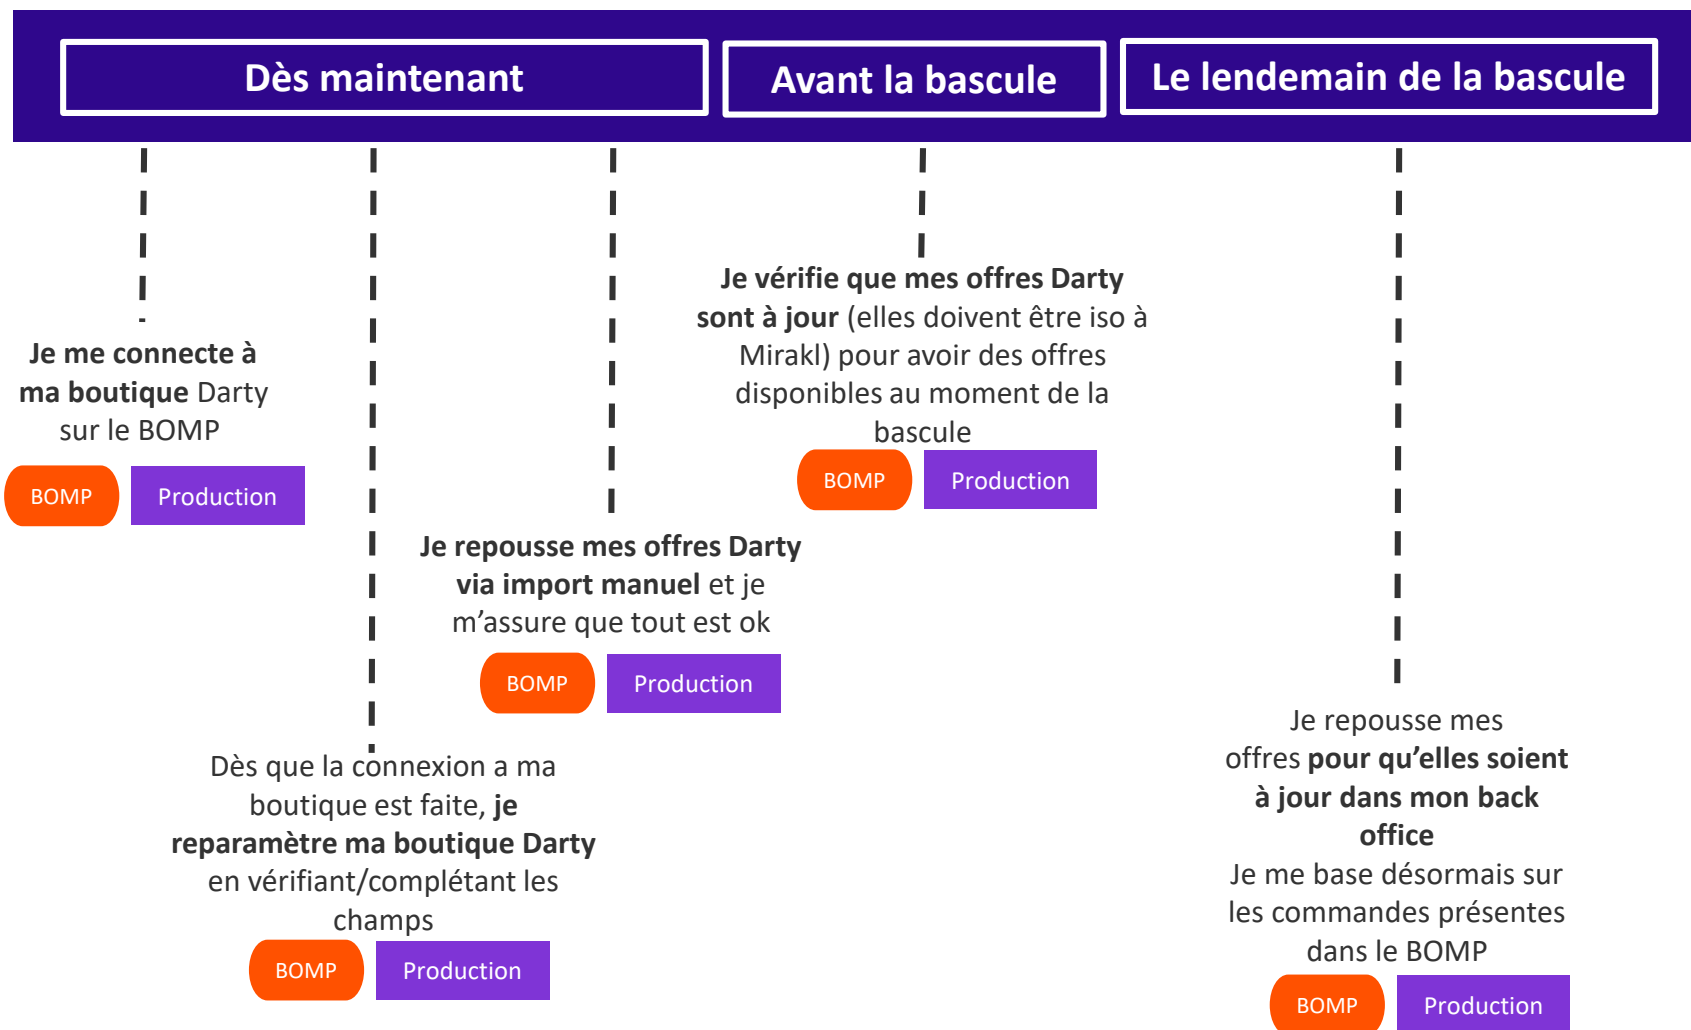 Dès maintenant
Avant la bascule
Le lendemain de la bascule
Je me connecte à
ma boutique Darty
sur le BOMP
BOMP
Production
Dès que la connexion a ma
boutique est faite, je
reparamètre ma boutique Darty
en vérifiant/complétant les
champs
BOMP
Production
Je repousse mes offres Darty
via import manuel et je
m’assure que tout est ok
BOMP
Production
Je vérifie que mes offres Darty
sont à jour (elles doivent être iso à
Mirakl) pour avoir des offres
disponibles au moment de la
bascule
BOMP
Production
Je repousse mes
offres pour qu’elles soient
à jour dans mon back
office
Je me base désormais sur
les commandes présentes
dans le BOMP
BOMP
Production